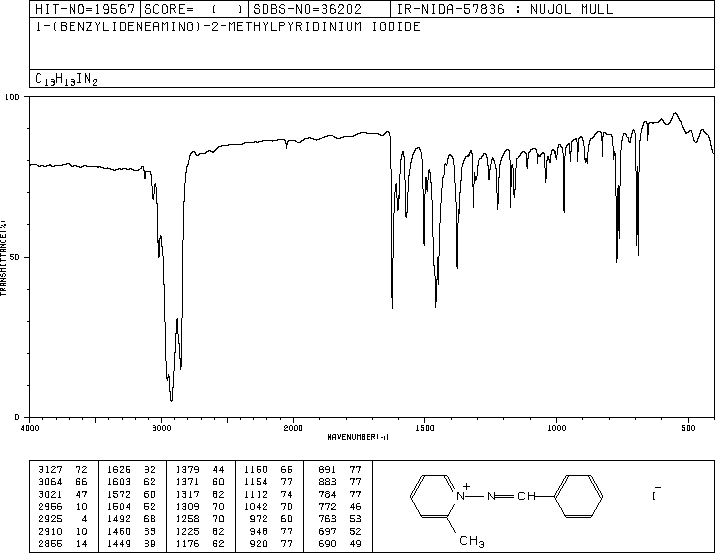 HIT-NO=19567 SCORE= ( ) SDBS-NO=36202 IR-NIDA-57836 : NUJOL MULL
1-(BENZYLIDENEAMINO)-2-METHYLPYRIDINIUM IODIDE
C13H13IN2
100
50
0
TRANSMITTANCE(%)
4000 3000 2000 1500 1000 500
WAVENUMBER(-1)
3127 72 1626 32 1379 44 1160 66 891 77
3064 66 1603 62 1371 60 1154 77 883 77
3021 47 1572 60 1317 82 1112 74 784 77
2956 10 1504 52 1309 70 1042 70 772 46
2925 4 1492 68 1258 70 972 60 763 53
2910 10 1460 39 1225 82 948 77 697 52
2855 14 1449 39 1176 62 920 77 690 49
+
N N CH
CH3
I-